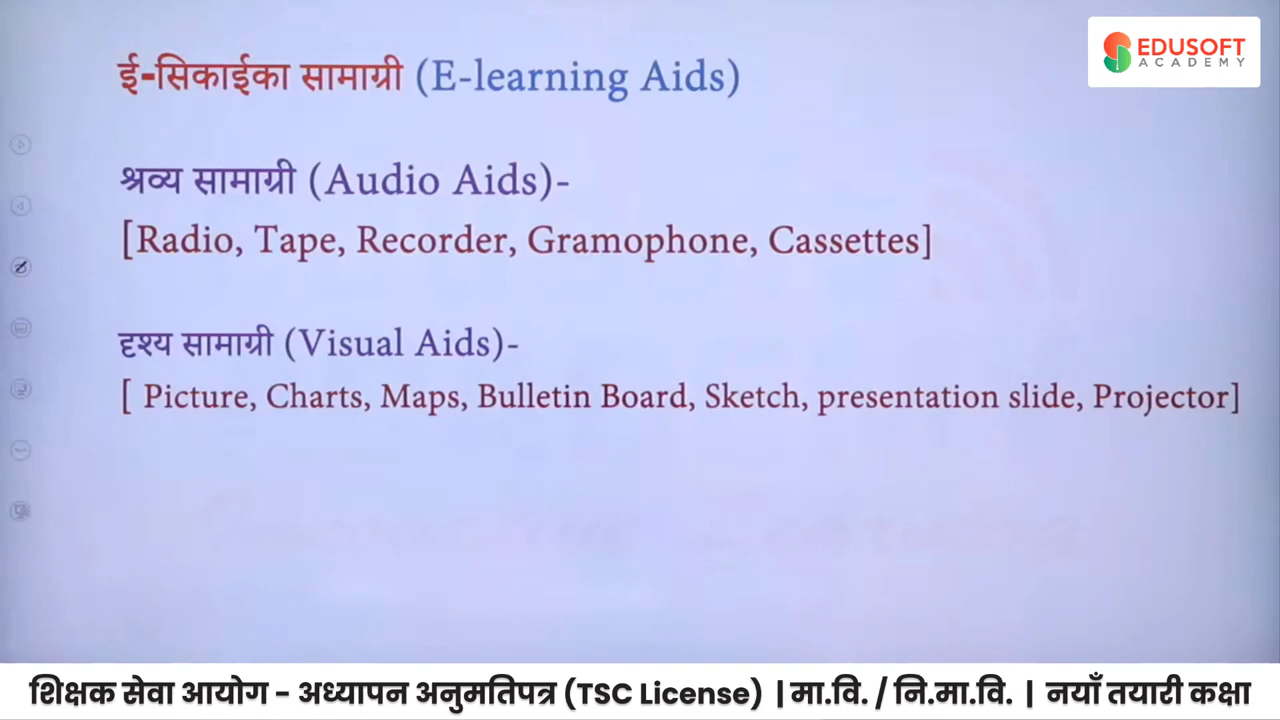 EDUSOFT
ACADEMY
ई-सिकाईका सामाग्री (E-learning Aids)
श्रव्य सामाग्री (Audio Aids)-
[Radio, Tape, Recorder, Gramophone, Cassettes]
दृश्य सामाग्री (Visual Aids)-
[ Picture, Charts, Maps, Bulletin Board, Sketch, presentation slide, Projector]
शिक्षक सेवा आयोग - अध्यापन अनुमतिपत्र (TSC License) | मा.वि. / नि.मा.वि. | नयाँ तयारी कक्षा